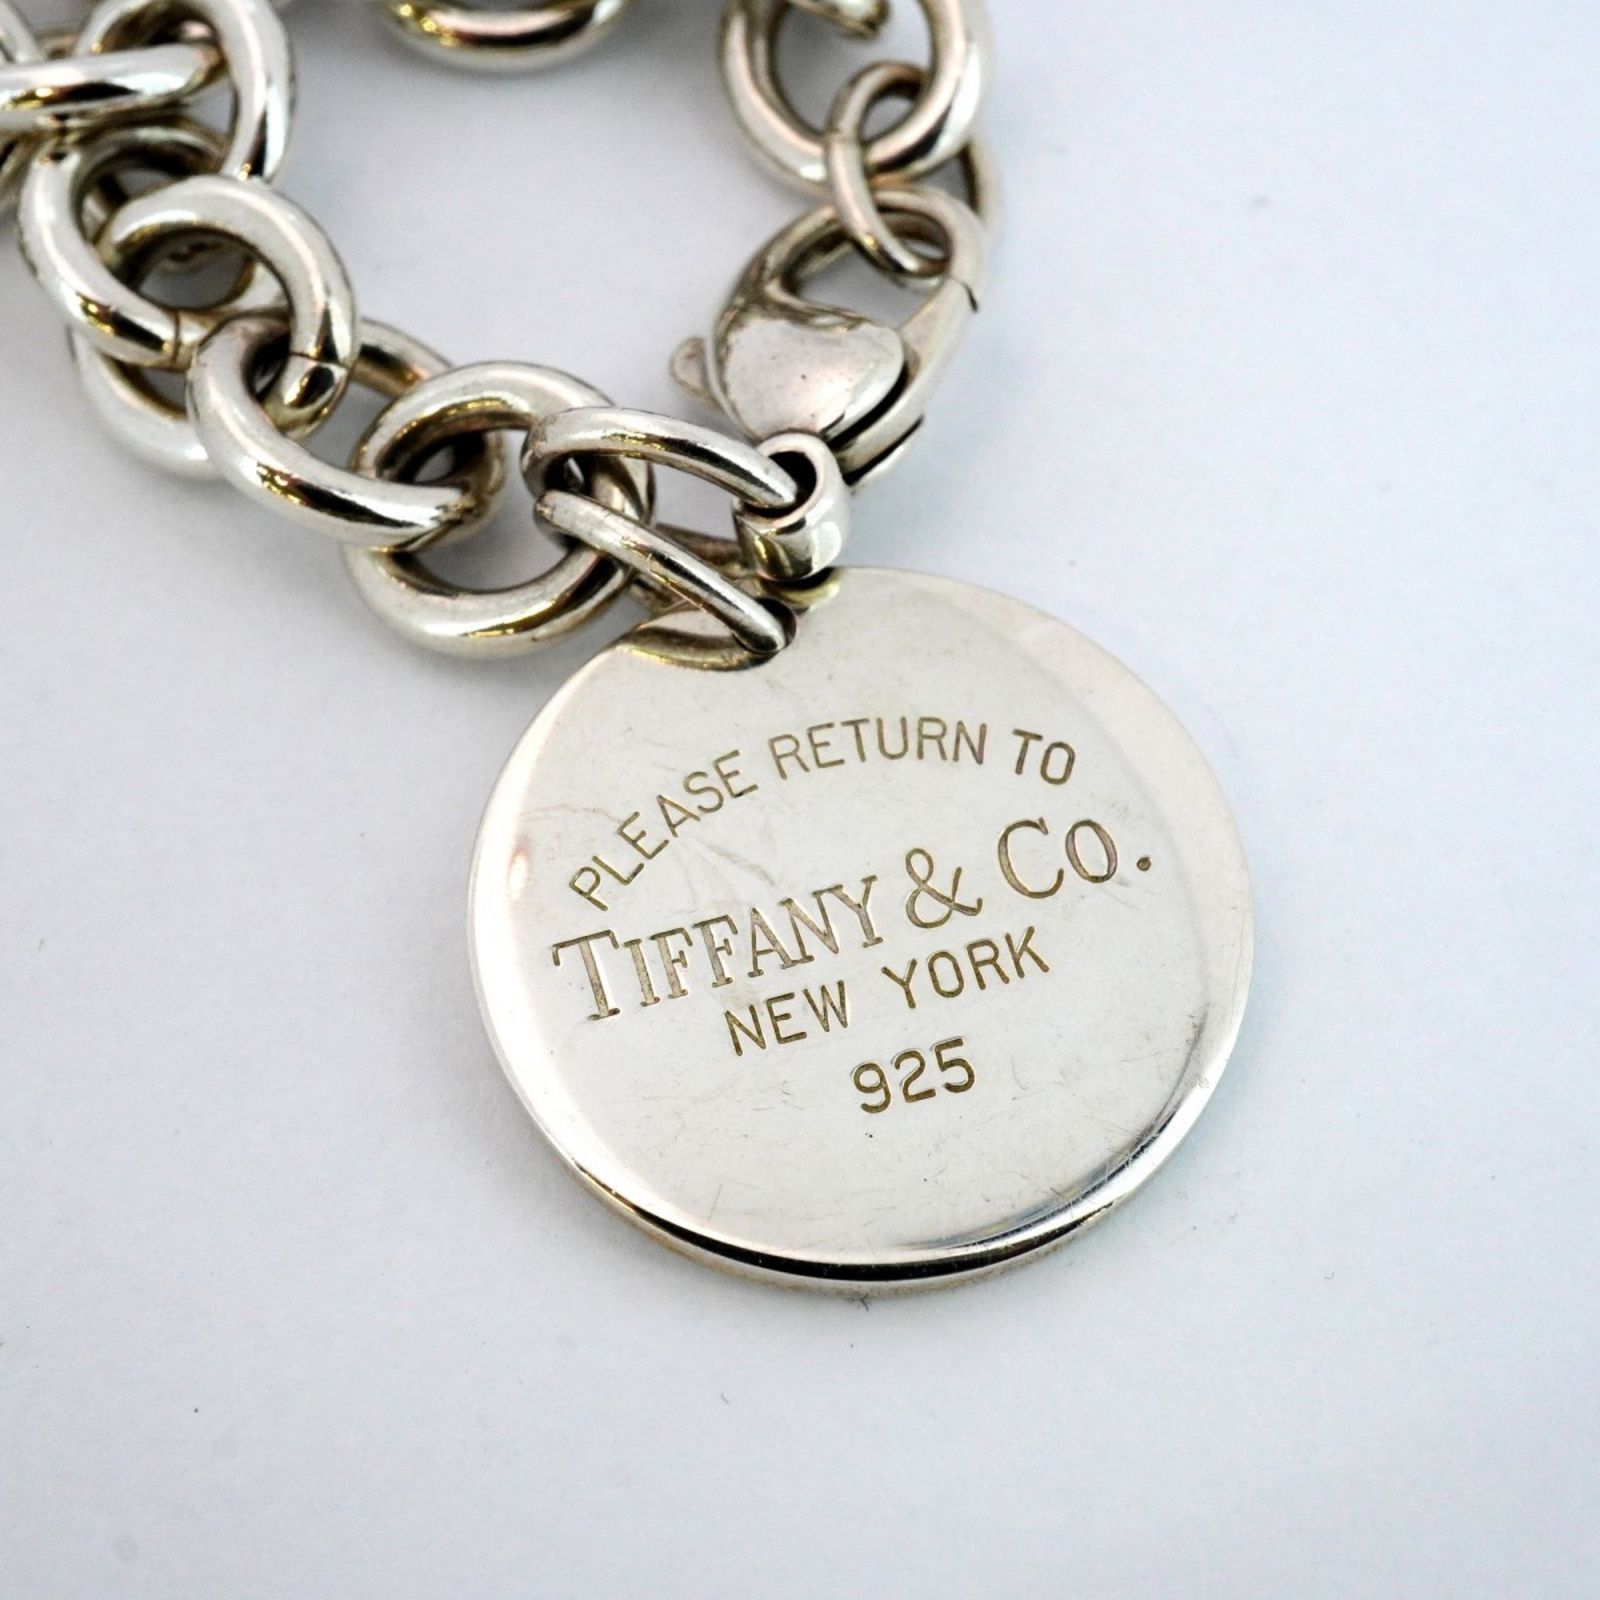 PLEASE RETURN TO
TIFFANY & CO.
NEW YORK
925